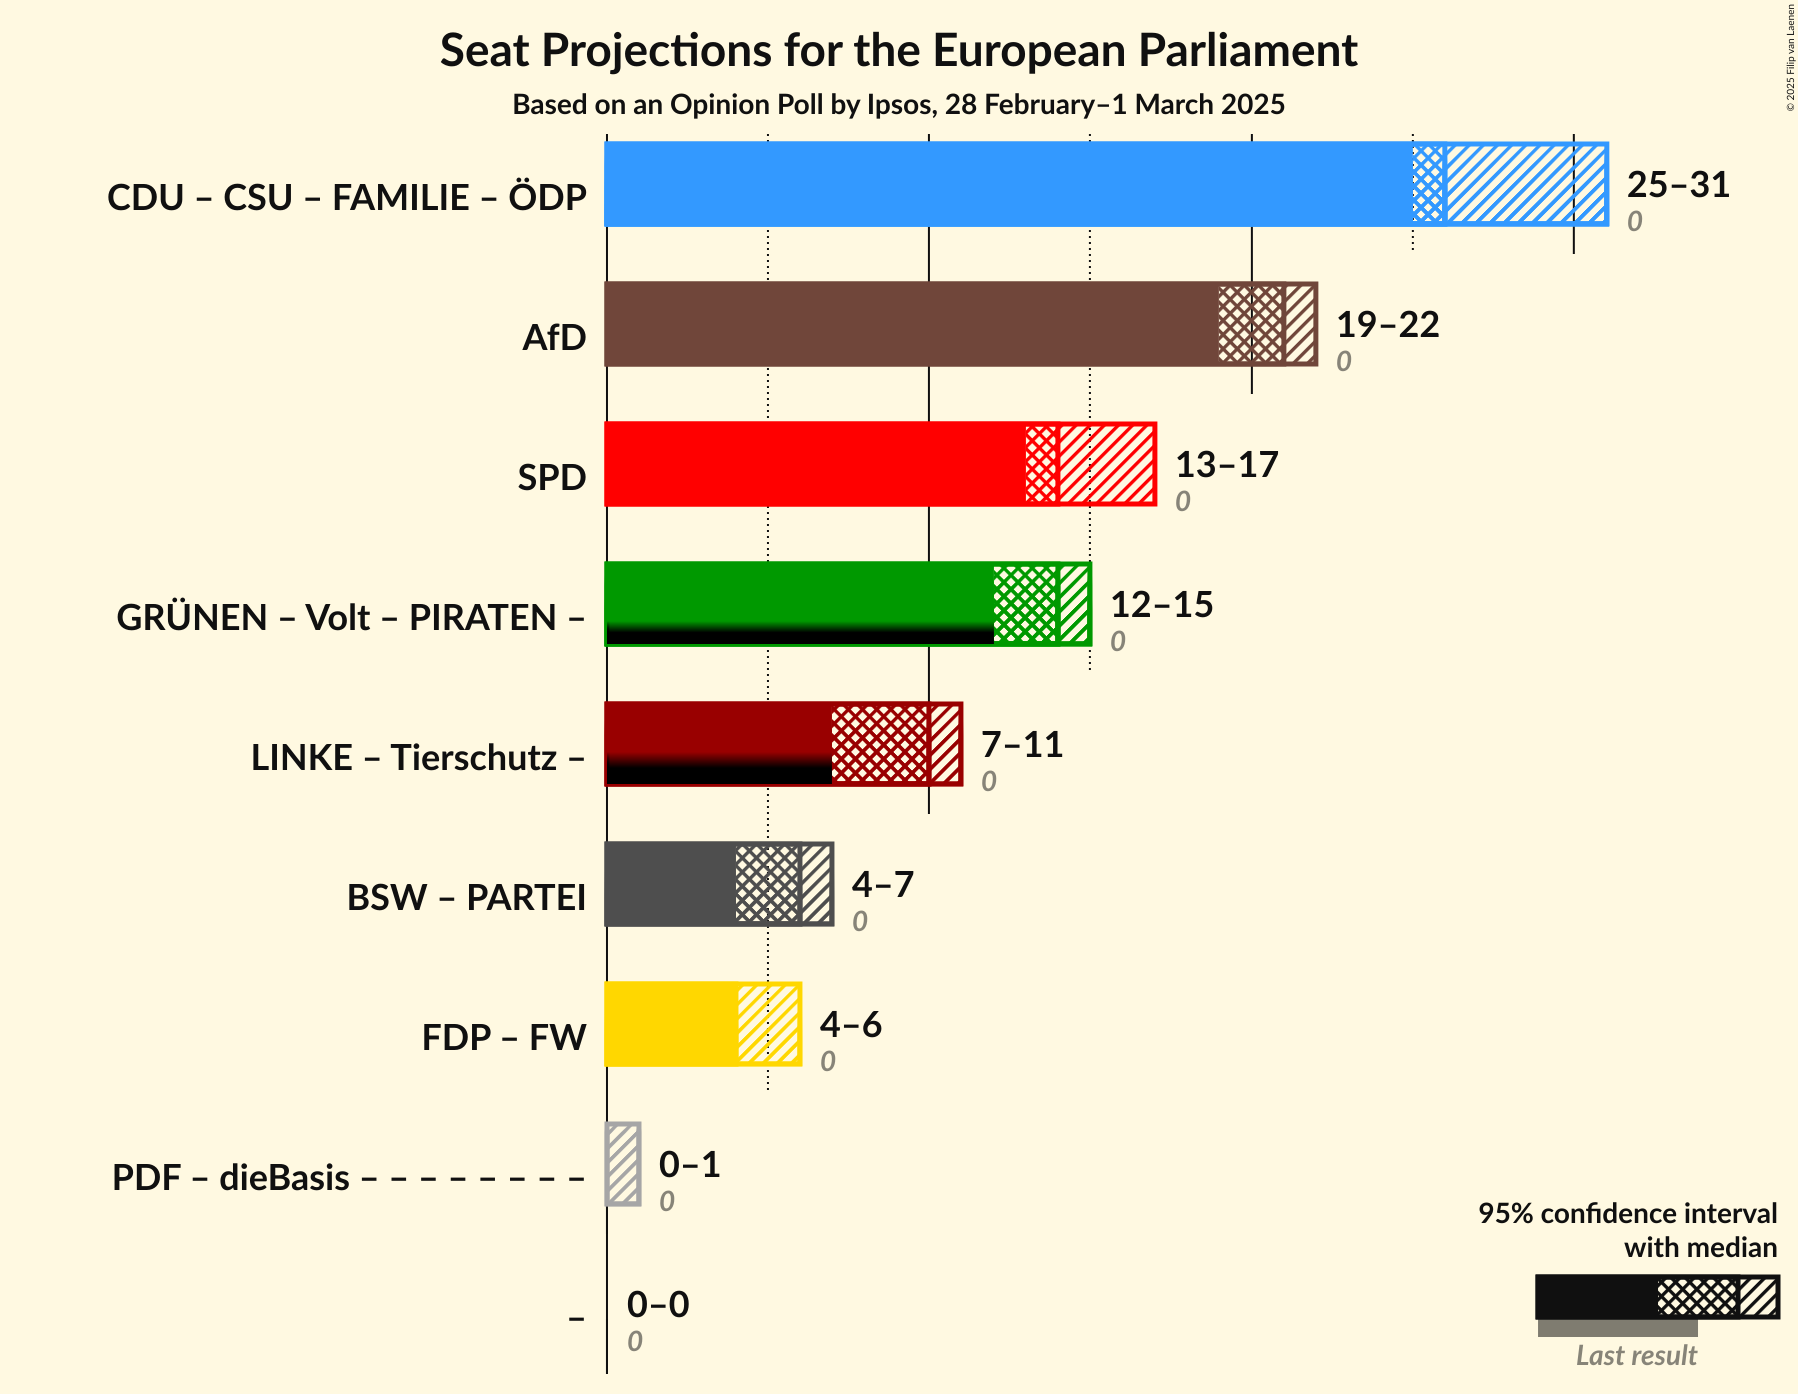 Seat Projections for the European Parliament
Based on an Opinion Poll by Ipsos, 28 February–1 March 2025
© 2025 Filip van Laenen
CDU – CSU – FAMILIE – ÖDP
25–31
0
AfD
19–22
0
SPD
13–17
0
GRÜNEN – Volt – PIRATEN –
12–15
0
LINKE – Tierschutz –
7–11
0
BSW – PARTEI
4–7
0
FDP – FW
4–6
0
PDF – dieBasis – – – – – – – –
0–1
0
–
0–0
0
95% confidence interval
with median
Last result